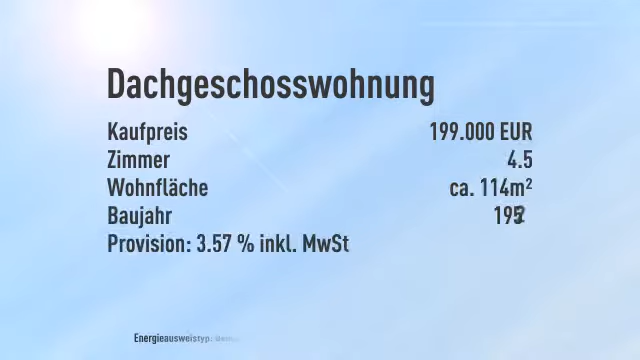 Dachgeschosswohnung
Kaufpreis 199.000 EUR
Zimmer 4.5
Wohnfläche ca. 114m²
Baujahr
Provision: 3.57 % inkl. MwSt
Energieausweistyp: